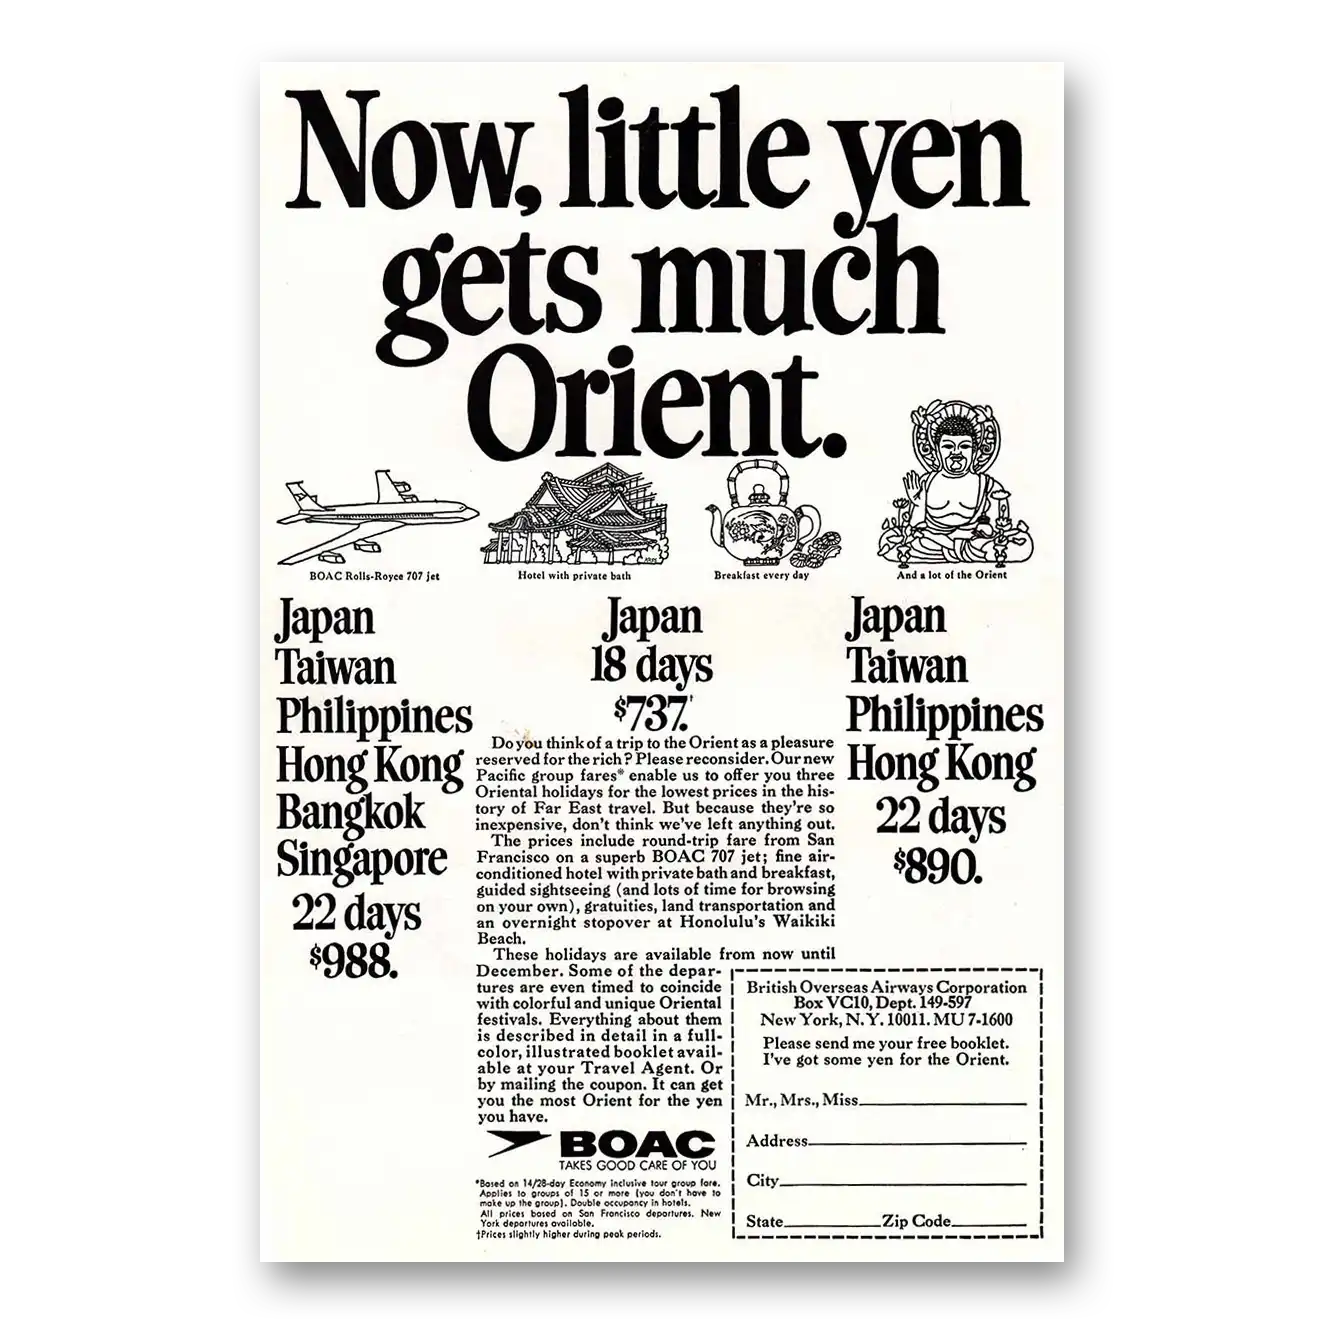 Now, little yen
gets much
Orient.
BOAC Rolls-Royce 707 jet
Hotel with private bath
Breakfast every day
And a lot of the Orient
Japan
Taiwan
Philippines
Hong Kong
Bangkok
Singapore
22 days
$988.
Japan
18 days
$737.†
Do you think of a trip to the Orient as a pleasure
reserved for the rich? Please reconsider. Our new
Pacific group fares* enable us to offer you three
Oriental holidays for the lowest prices in the his-
tory of Far East travel. But because they're so
inexpensive, don't think we've left anything out.
The prices include round-trip fare from San
Francisco on a superb BOAC 707 jet; fine air-
conditioned hotel with private bath and breakfast,
guided sightseeing (and lots of time for browsing
on your own), gratuities, land transportation and
an overnight stopover at Honolulu's Waikiki
Beach.
These holidays are available from now until
December. Some of the depar-
tures are even timed to coincide
with colorful and unique Oriental
festivals. Everything about them
is described in detail in a full-
color, illustrated booklet avail-
able at your Travel Agent. Or
by mailing the coupon. It can get
you the most Orient for the yen
you have.
BOAC
TAKES GOOD CARE OF YOU
*Based on 14/28-day Economy inclusive tour group fare.
Applies to groups of 15 or more (you don't have to
make up the group). Double occupancy in hotels.
All prices based on San Francisco departures. New
York departures available.
†Prices slightly higher during peak periods.
Japan
Taiwan
Philippines
Hong Kong
22 days
$890.
British Overseas Airways Corporation
Box VC10, Dept. 149-597
New York, N.Y. 10011. MU 7-1600
Please send me your free booklet.
I've got some yen for the Orient.
Mr., Mrs., Miss
Address
City
State Zip Code